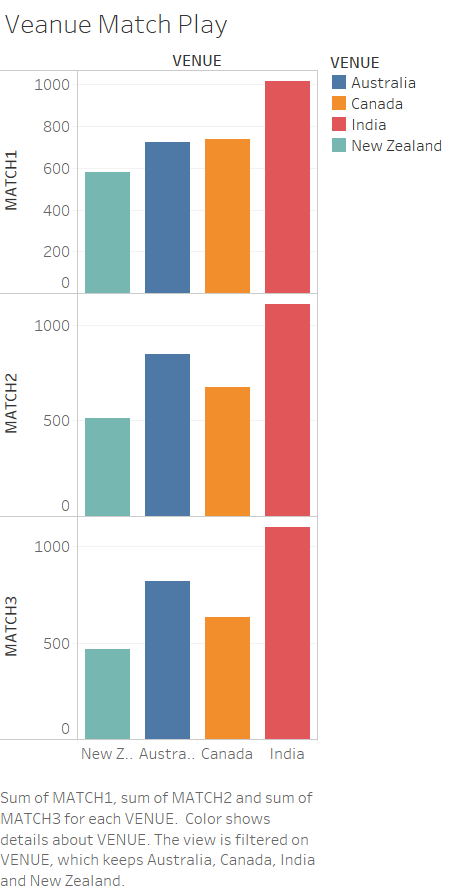 Veanue Match Play
VENUE
VENUE
Australia
Canada
India
New Zealand
MATCH1
1000
800
600
400
200
0
MATCH2
1000
500
0
MATCH3
1000
500
0
New Z.. Austra.. Canada India
Sum of MATCH1, sum of MATCH2 and sum of
MATCH3 for each VENUE. Color shows
details about VENUE. The view is filtered on
VENUE, which keeps Australia, Canada, India
and New Zealand.